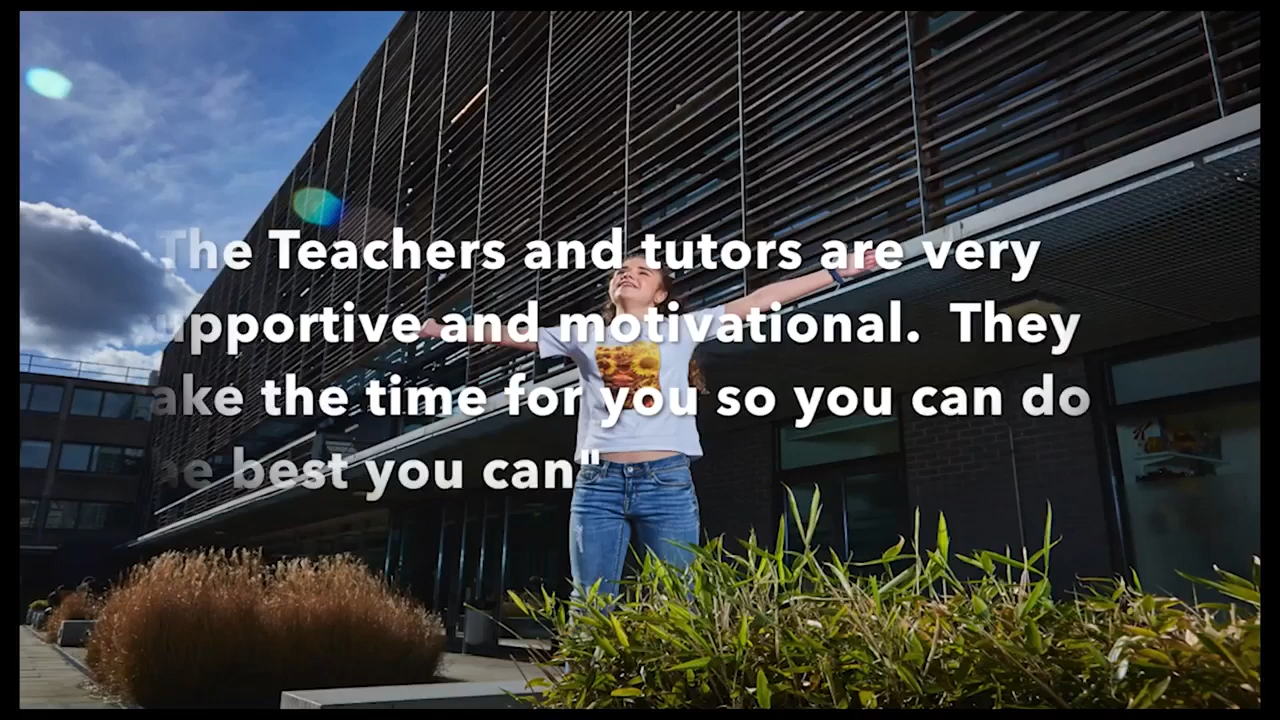 The Teachers and tutors are very
upportive and motivational. They
ake the time for you so you can do
he best you can"